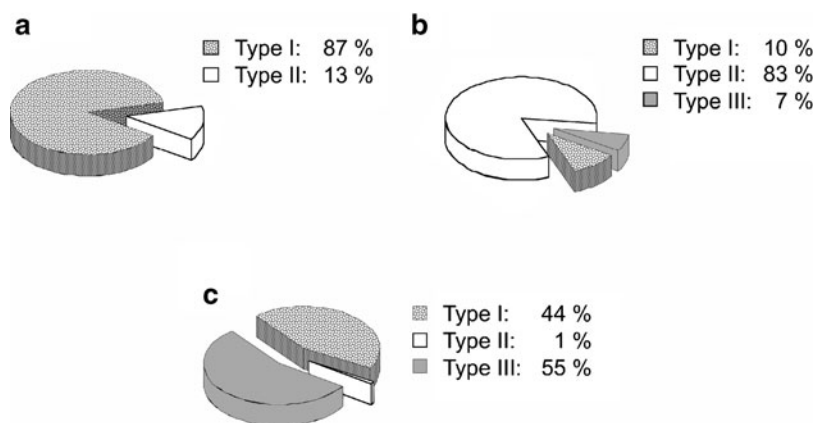 a
Type I: 87 %
Type II: 13 %
b
Type I: 10 %
Type II: 83 %
Type III: 7 %
c
Type I: 44 %
Type II: 1 %
Type III: 55 %